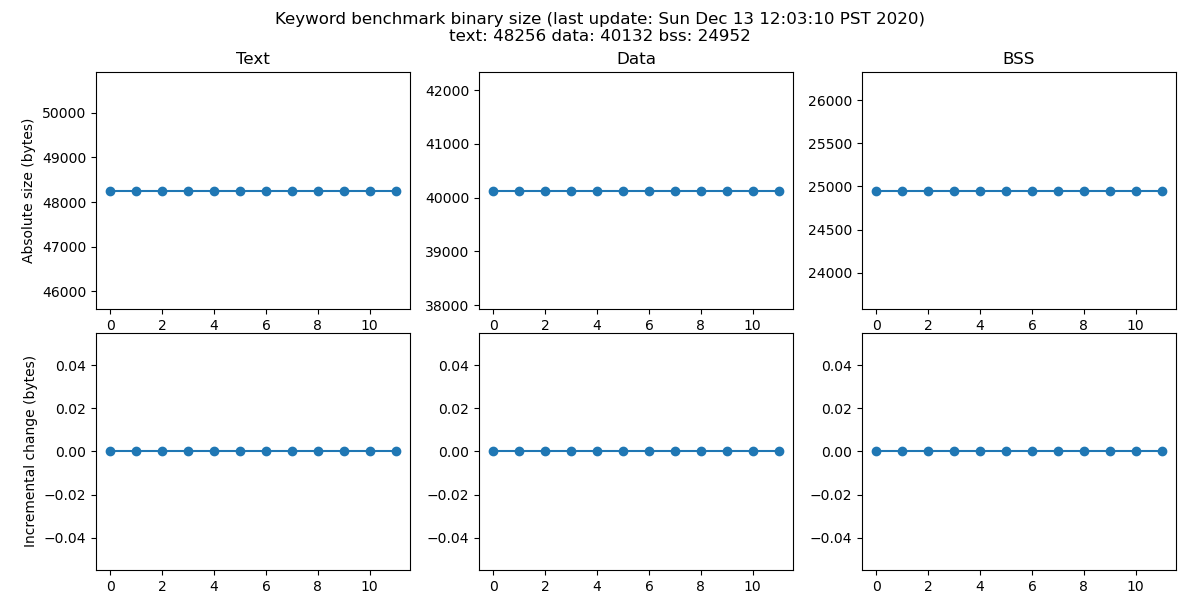 Keyword benchmark binary size (last update: Sun Dec 13 12:03:10 PST 2020)
text: 48256 data: 40132 bss: 24952
Text
Absolute size (bytes)
50000
49000
48000
47000
46000
0 2 4 6 8 10
Data
42000
41000
40000
39000
38000
0 2 4 6 8 10
BSS
26000
25500
25000
24500
24000
0 2 4 6 8 10
Incremental change (bytes)
0.04
0.02
0.00
−0.02
−0.04
0 2 4 6 8 10
0.04
0.02
0.00
−0.02
−0.04
0 2 4 6 8 10
0.04
0.02
0.00
−0.02
−0.04
0 2 4 6 8 10